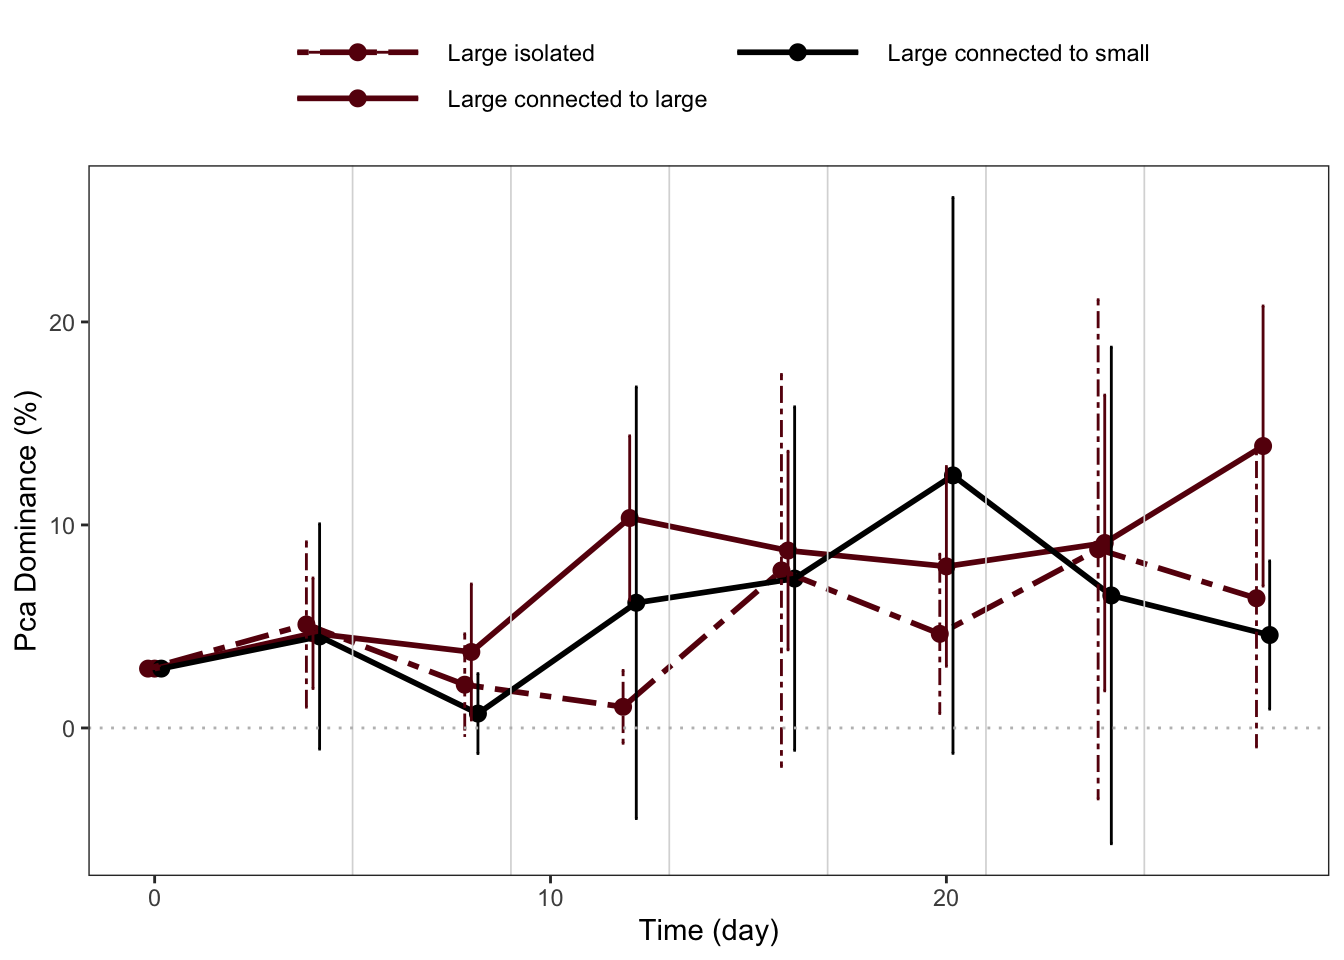 Large isolated
Large connected to small
Large connected to large
Pca Dominance (%)
20
10
0
0
10
20
Time (day)